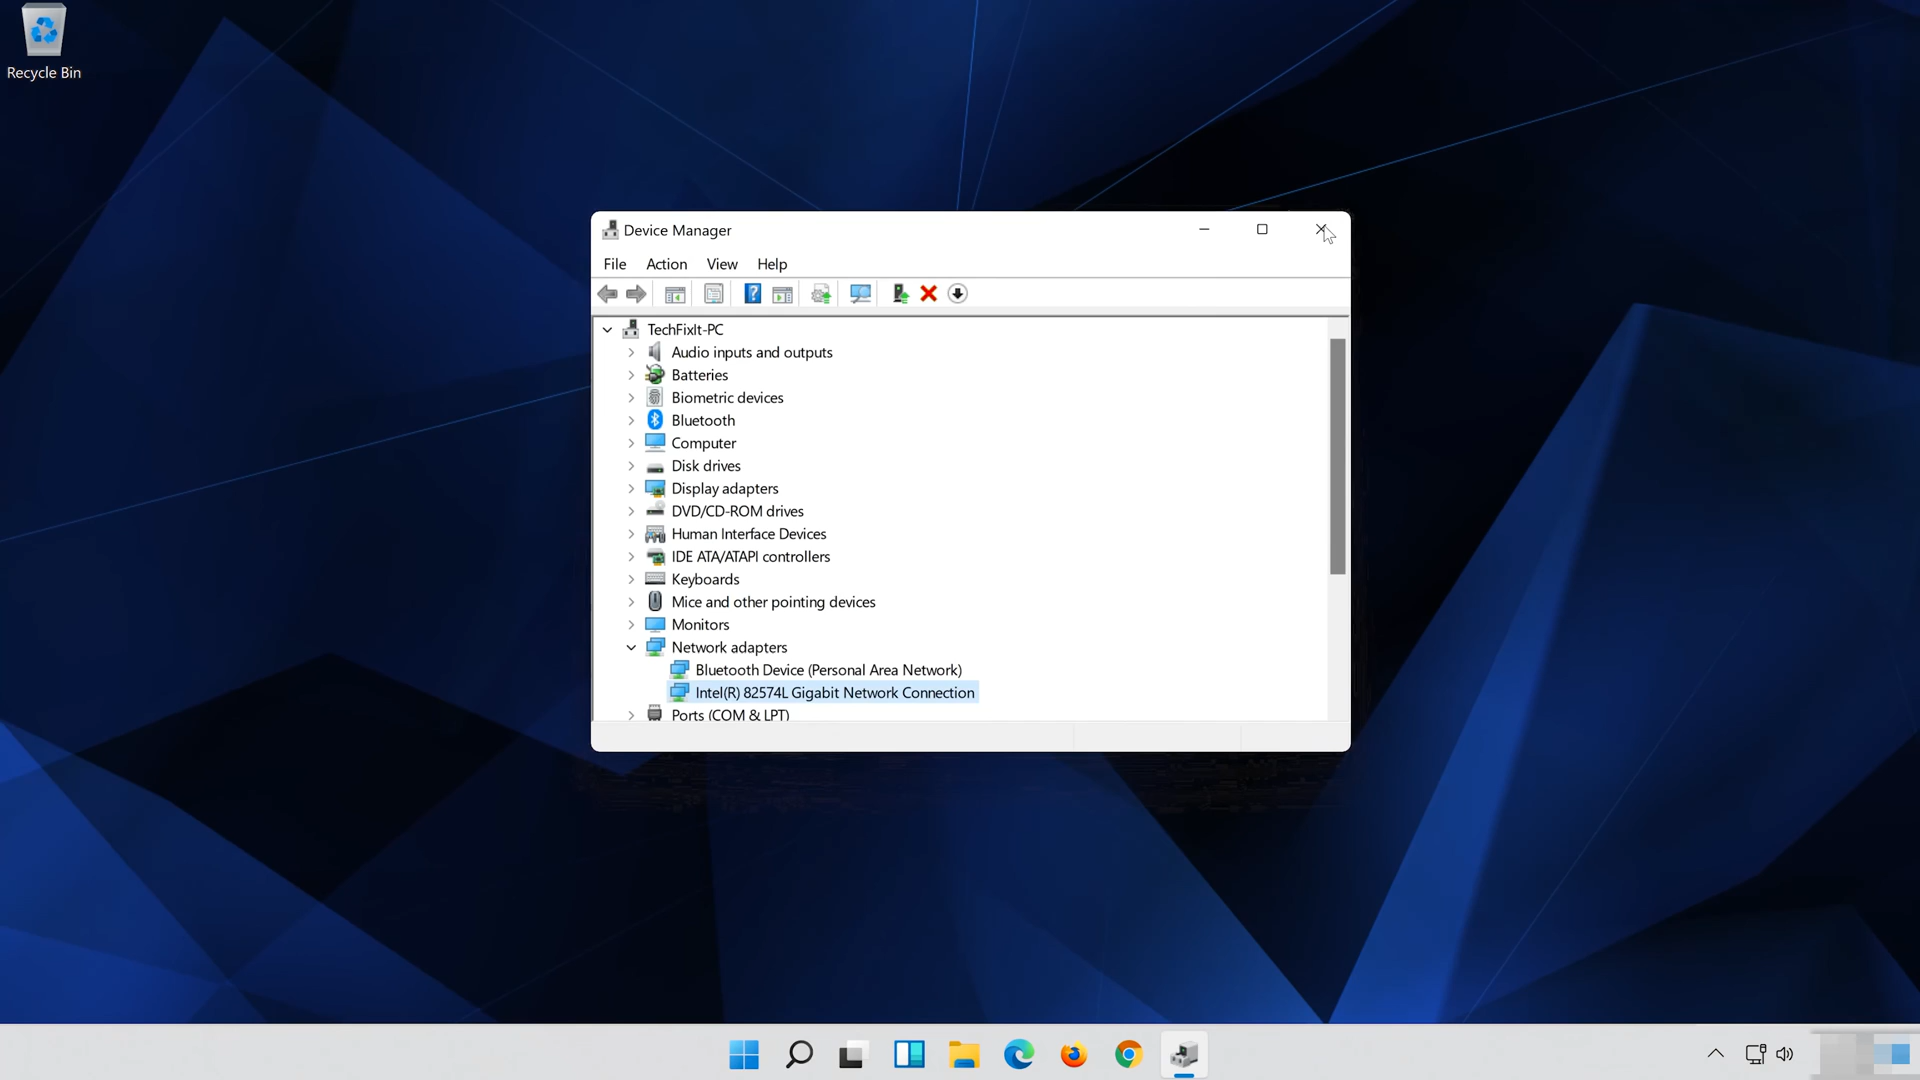 Recycle Bin
Device Manager
File Action View Help
TechFixIt-PC
Audio inputs and outputs
Batteries
Biometric devices
Bluetooth
Computer
Disk drives
Display adapters
DVD/CD-ROM drives
Human Interface Devices
IDE ATA/ATAPI controllers
Keyboards
Mice and other pointing devices
Monitors
Network adapters
Bluetooth Device (Personal Area Network)
Intel(R) 82574L Gigabit Network Connection
Ports (COM & LPT)